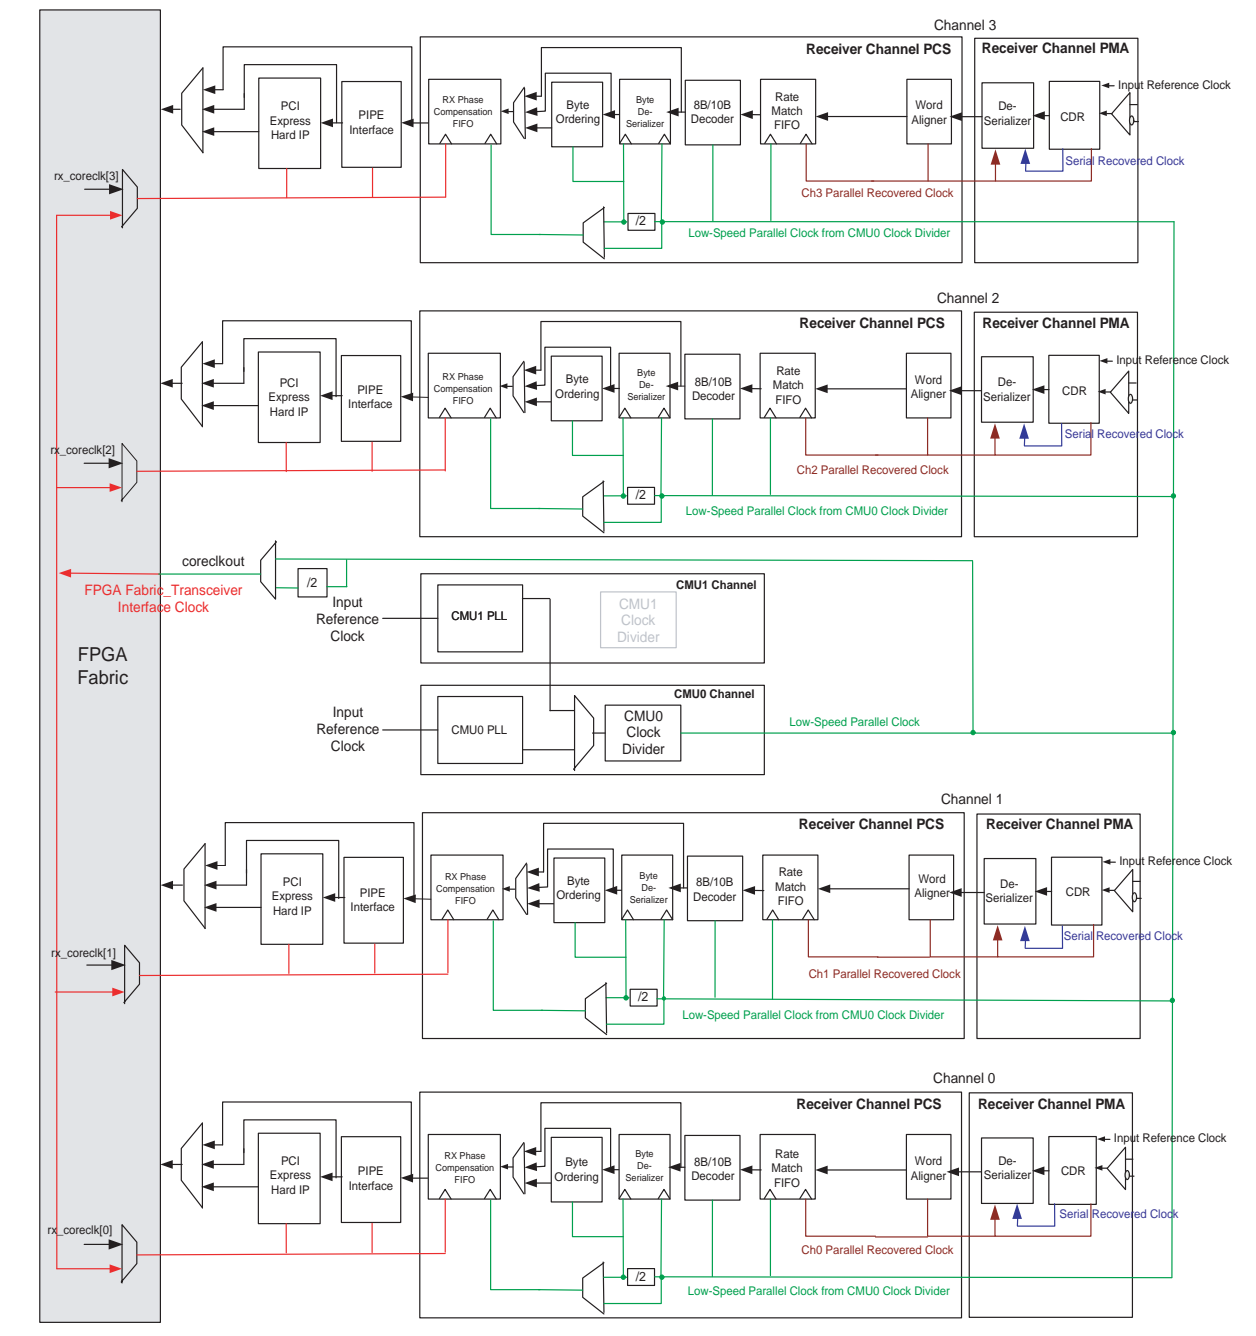 Channel 3
Receiver Channel PCS
Receiver Channel PMA
PCI
Express
Hard IP
PIPE
Interface
RX Phase
Compensation
FIFO
Byte
Ordering
Byte
De-
Serializer
8B/10B
Decoder
Rate
Match
FIFO
Word
Aligner
De-
Serializer
CDR
Input Reference Clock
Serial Recovered Clock
rx_coreclk[3]
Ch3 Parallel Recovered Clock
/2
Low-Speed Parallel Clock from CMU0 Clock Divider
Channel 2
Receiver Channel PCS
Receiver Channel PMA
PCI
Express
Hard IP
PIPE
Interface
RX Phase
Compensation
FIFO
Byte
Ordering
Byte
De-
Serializer
8B/10B
Decoder
Rate
Match
FIFO
Word
Aligner
De-
Serializer
CDR
Input Reference Clock
Serial Recovered Clock
rx_coreclk[2]
Ch2 Parallel Recovered Clock
/2
Low-Speed Parallel Clock from CMU0 Clock Divider
coreclkout
/2
FPGA Fabric_Transceiver
Interface Clock
FPGA
Fabric
Input
Reference
Clock
CMU1 PLL
CMU1 Channel
CMU1
Clock
Divider
Input
Reference
Clock
CMU0 PLL
CMU0 Channel
CMU0
Clock
Divider
Low-Speed Parallel Clock
Channel 1
Receiver Channel PCS
Receiver Channel PMA
PCI
Express
Hard IP
PIPE
Interface
RX Phase
Compensation
FIFO
Byte
Ordering
Byte
De-
Serializer
8B/10B
Decoder
Rate
Match
FIFO
Word
Aligner
De-
Serializer
CDR
Input Reference Clock
Serial Recovered Clock
rx_coreclk[1]
Ch1 Parallel Recovered Clock
/2
Low-Speed Parallel Clock from CMU0 Clock Divider
Channel 0
Receiver Channel PCS
Receiver Channel PMA
PCI
Express
Hard IP
PIPE
Interface
RX Phase
Compensation
FIFO
Byte
Ordering
Byte
De-
Serializer
8B/10B
Decoder
Rate
Match
FIFO
Word
Aligner
De-
Serializer
CDR
Input Reference Clock
Serial Recovered Clock
rx_coreclk[0]
Ch0 Parallel Recovered Clock
/2
Low-Speed Parallel Clock from CMU0 Clock Divider